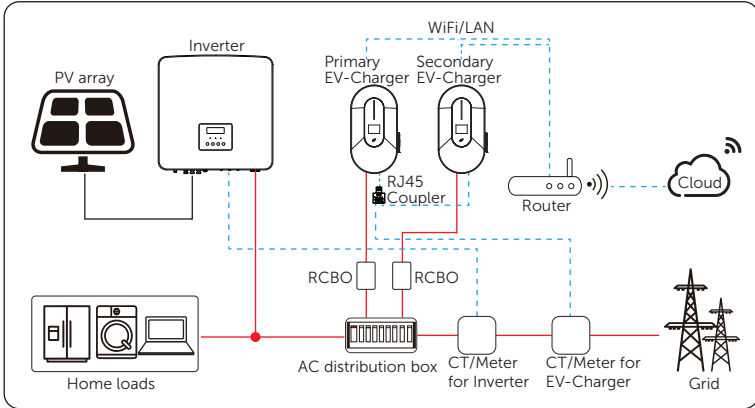 WiFi/LAN
Inverter
PV array
Primary
EV-Charger
Secondary
EV-Charger
RJ45
Coupler
Router
Cloud
RCBO
RCBO
Home loads
AC distribution box
CT/Meter
for Inverter
CT/Meter for
EV-Charger
Grid